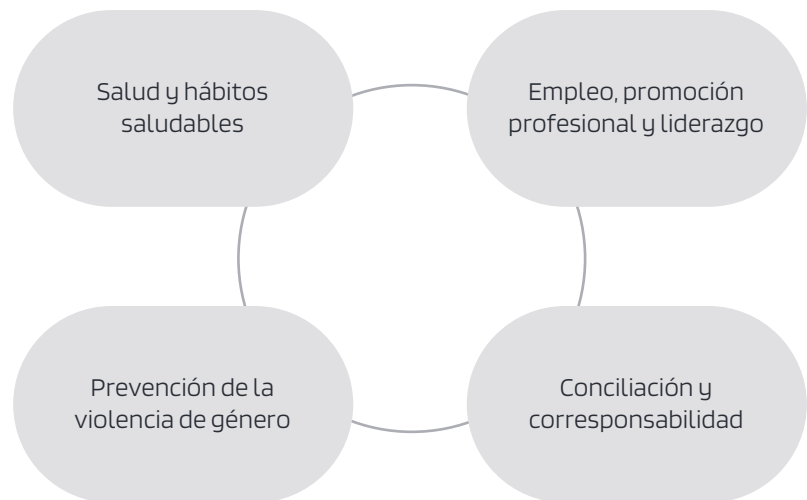 Salud y hábitos
saludables
Empleo, promoción
profesional y liderazgo
Prevención de la
violencia de género
Conciliación y
corresponsabilidad